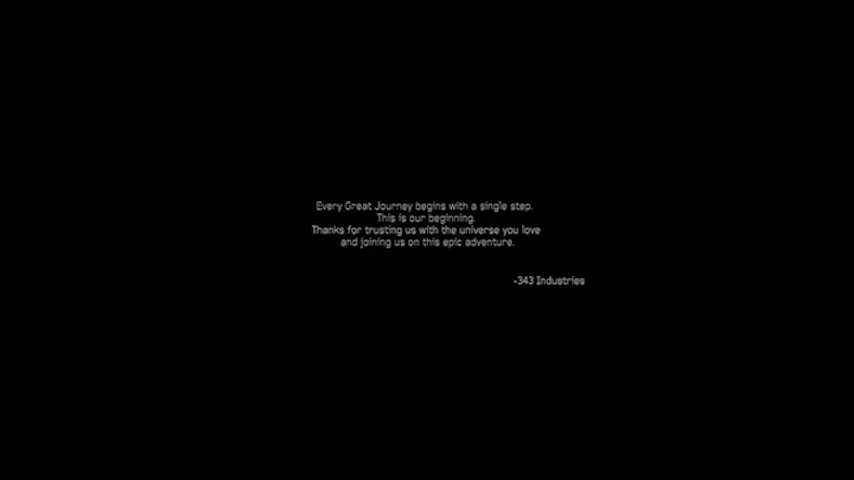 Every Great Journey begins with a single step.
This is our beginning.
Thanks for trusting us with the universe you love
and joining us on this epic adventure.
-343 Industries